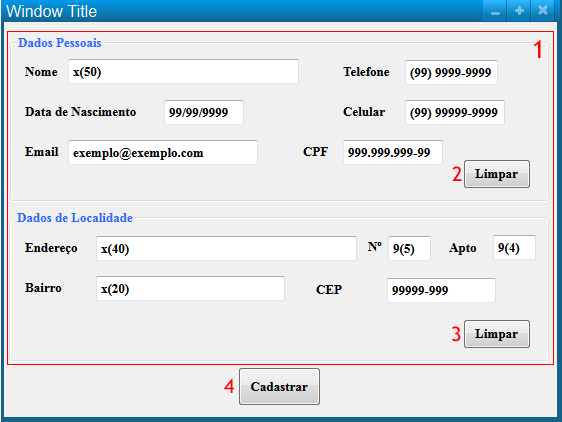 Window Title
1
Dados Pessoais
Nome x(50) Telefone (99) 9999-9999
Data de Nascimento 99/99/9999 Celular (99) 99999-9999
Email exemplo@exemplo.com CPF 999.999.999-99
2 Limpar
Dados de Localidade
Endereço x(40) Nº 9(5) Apto 9(4)
Bairro x(20) CEP 99999-999
3 Limpar
4 Cadastrar